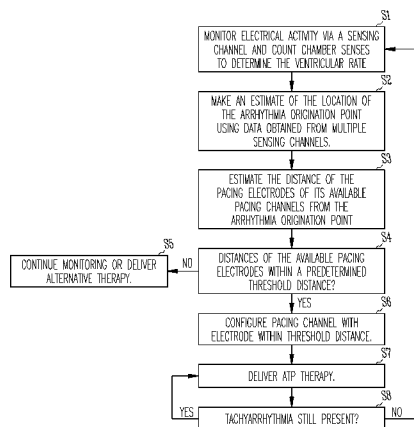 S1
MONITOR ELECTRICAL ACTIVITY VIA A SENSING
CHANNEL AND COUNT CHAMBER SENSES
TO DETERMINE THE VENTRICULAR RATE
S2
MAKE AN ESTIMATE OF THE LOCATION OF
THE ARRHYTHMIA ORIGINATION POINT
USING DATA OBTAINED FROM MULTIPLE
SENSING CHANNELS.
S3
ESTIMATE THE DISTANCE OF THE
PACING ELECTRODES OF ITS AVAILABLE
PACING CHANNELS FROM THE
ARRHYTHMIA ORIGINATION POINT
S4
DISTANCES OF THE AVAILABLE PACING
ELECTRODES WITHIN A PREDETERMINED
THRESHOLD DISTANCE?
NO
S5
CONTINUE MONITORING OR DELIVER
ALTERNATIVE THERAPY.
YES
S6
CONFIGURE PACING CHANNEL WITH
ELECTRODE WITHIN THRESHOLD DISTANCE.
S7
DELIVER ATP THERAPY.
S8
YES
TACHYARRHYTHMIA STILL PRESENT?
NO